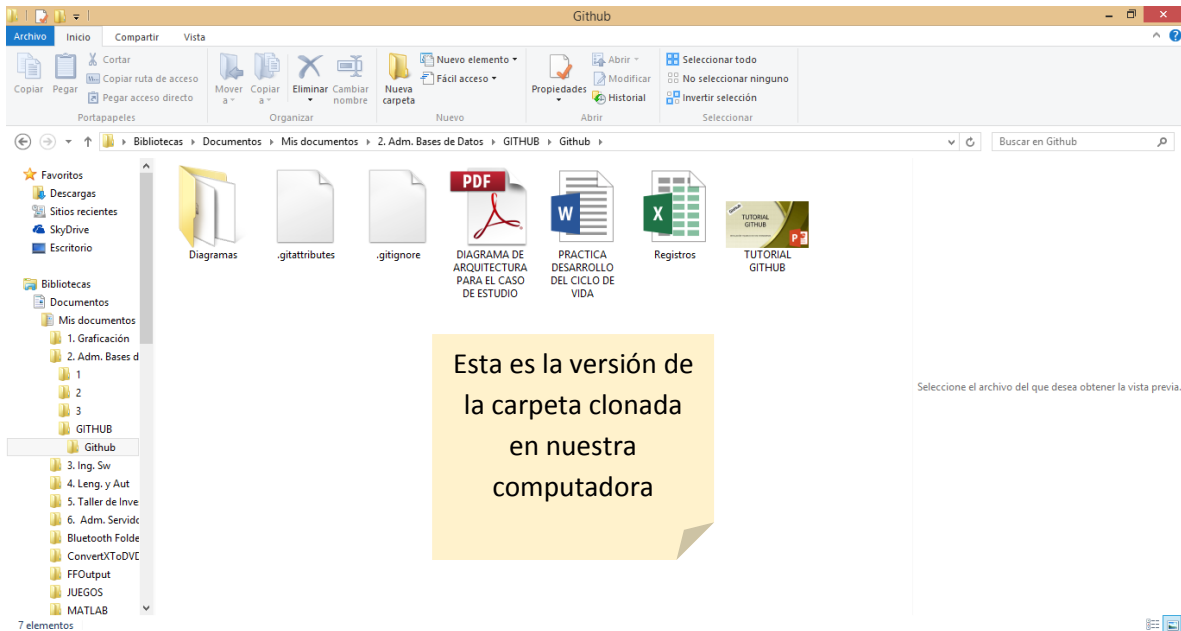 Github
Archivo Inicio Compartir Vista
Copiar
Pegar
Cortar
Copiar ruta de acceso
Pegar acceso directo
Portapapeles
Mover a
Copiar a
Eliminar
Cambiar nombre
Organizar
Nueva carpeta
Nuevo elemento
Fácil acceso
Nuevo
Propiedades
Abrir
Modificar
Historial
Abrir
Seleccionar todo
No seleccionar ninguno
Invertir selección
Seleccionar
Bibliotecas Documentos Mis documentos 2. Adm. Bases de Datos GITHUB Github
Buscar en Github
Favoritos
Descargas
Sitios recientes
SkyDrive
Escritorio
Bibliotecas
Documentos
Mis documentos
1. Graficación
2. Adm. Bases d
1
2
3
GITHUB
Github
3. Ing. Sw
4. Leng. y Aut
5. Taller de Inve
6. Adm. Servidc
Bluetooth Folde
ConvertXToDVD
FFOutput
JUEGOS
MATLAB
Diagramas
.gitattributes
.gitignore
PDF
DIAGRAMA DE
ARQUITECTURA
PARA EL CASO
DE ESTUDIO
W
PRACTICA
DESARROLLO
DEL CICLO DE
VIDA
X
Registros
TUTORIAL
GITHUB
P
TUTORIAL
GITHUB
Esta es la versión de
la carpeta clonada
en nuestra
computadora
Seleccione el archivo del que desea obtener la vista previa.
7 elementos